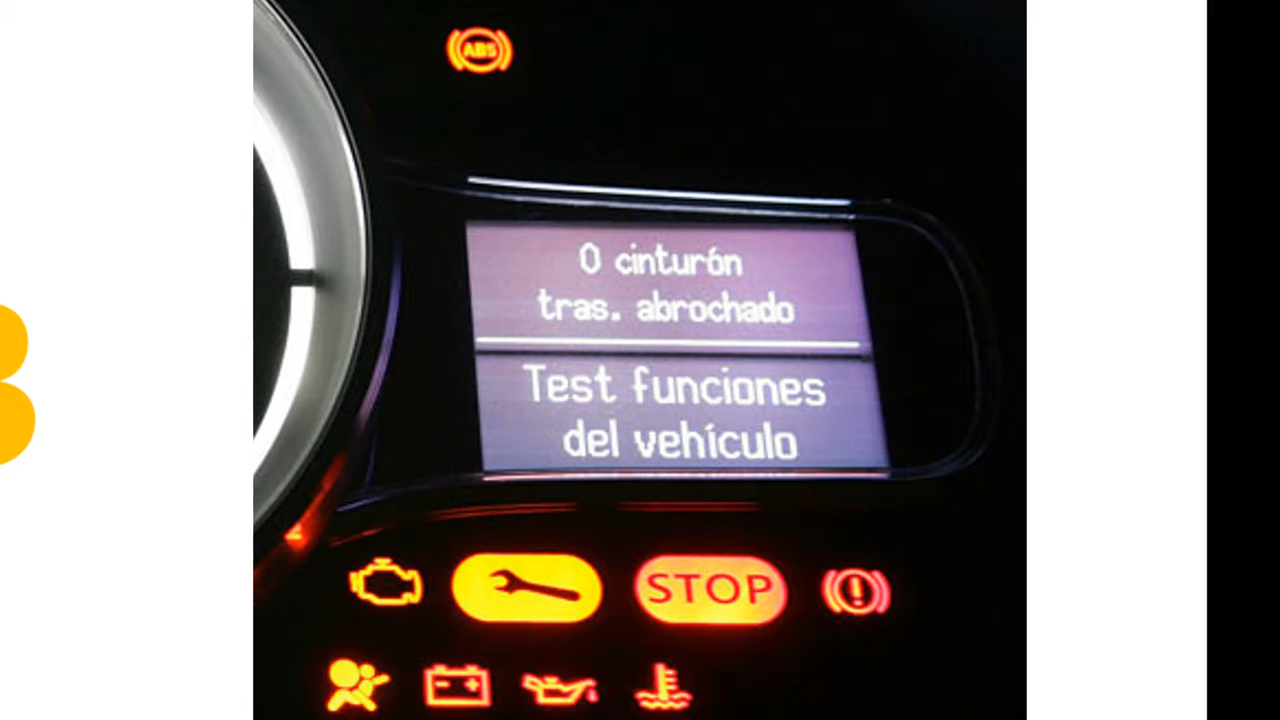 ABS
0 cinturón
tras. abrochado
Test funciones
del vehículo
STOP